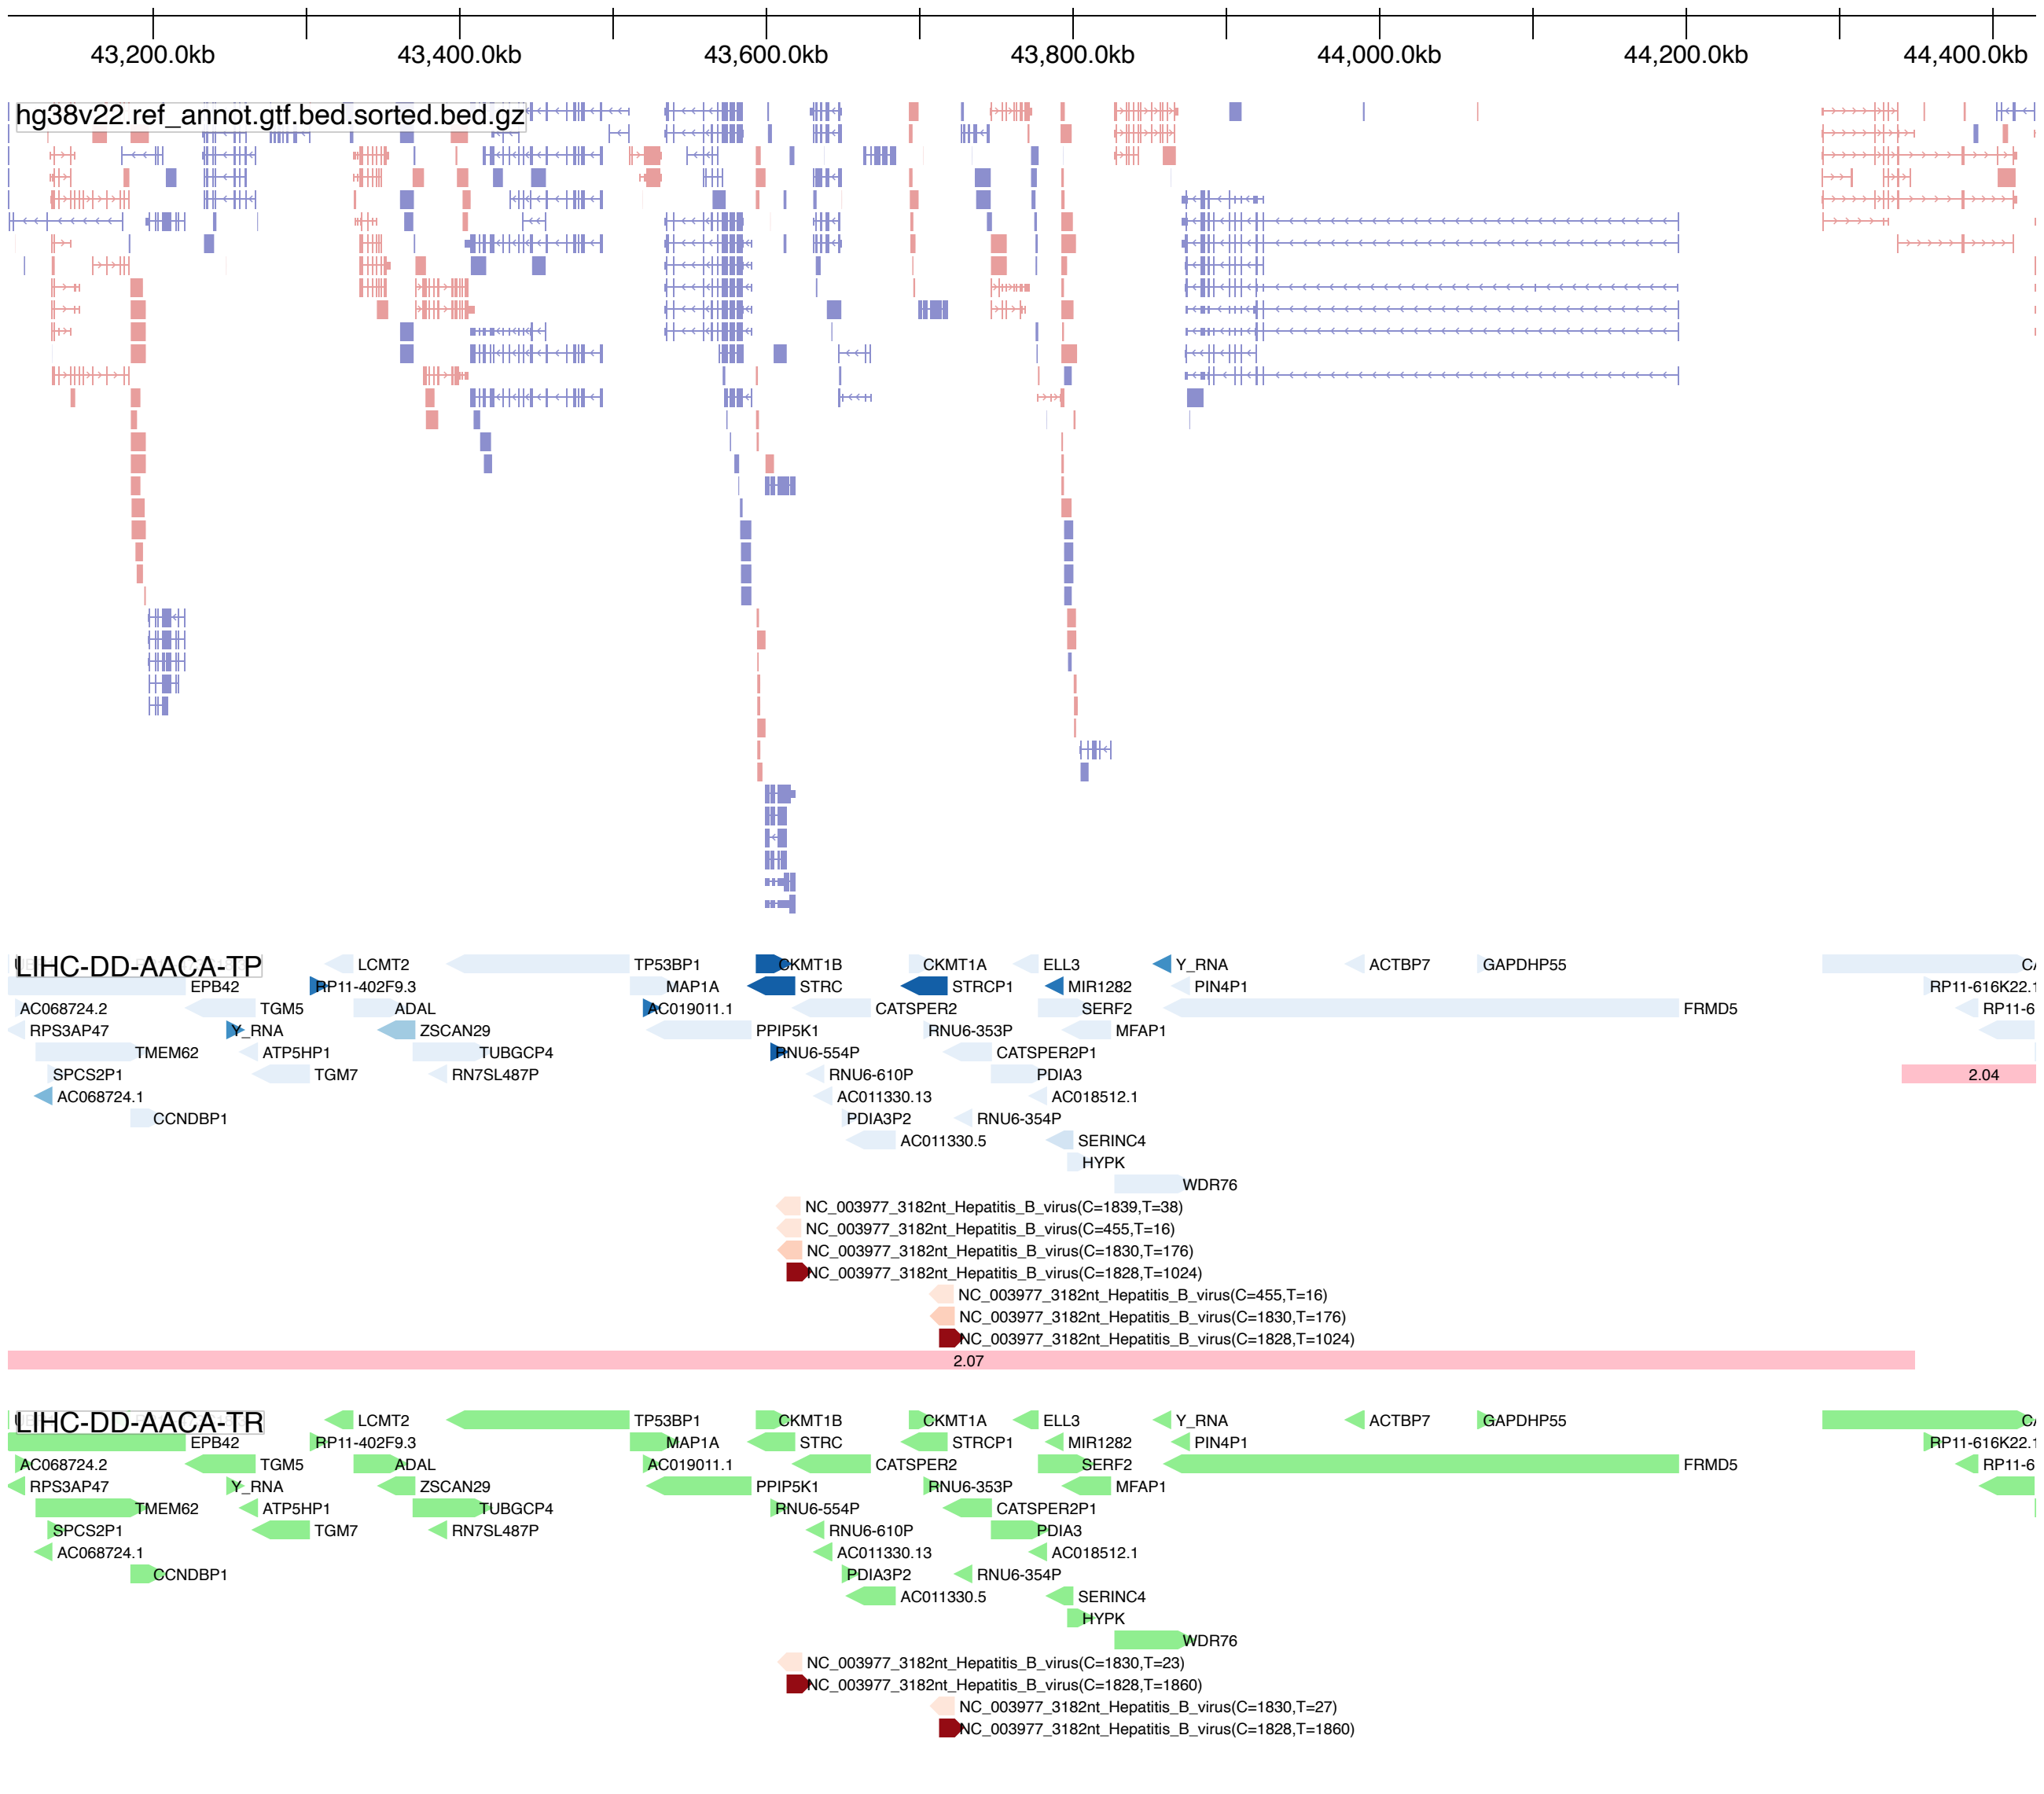 43,200.0kb 43,400.0kb 43,600.0kb 43,800.0kb 44,000.0kb 44,200.0kb 44,400.0kb
hg38v22.ref_annot.gtf.bed.sorted.bed.gz
LIHC-DD-AACA-TP LCMT2 TP53BP1 CKMT1B CKMT1A ELL3 Y_RNA ACTBP7 GAPDHP55
EPB42 RP11-402F9.3 MAP1A STRC STRCP1 MIR1282 PIN4P1 RP11-616K22.1
AC068724.2 TGM5 ADAL AC019011.1 CATSPER2 SERF2 FRMD5 RP11-6
RPS3AP47 Y_RNA ZSCAN29 PPIP5K1 RNU6-353P MFAP1
TMEM62 ATP5HP1 TUBGCP4 RNU6-554P CATSPER2P1
SPCS2P1 TGM7 RN7SL487P RNU6-610P PDIA3 2.04
AC068724.1 AC011330.13 AC018512.1
CCNDBP1 PDIA3P2 RNU6-354P
AC011330.5 SERINC4
HYPK
WDR76
NC_003977_3182nt_Hepatitis_B_virus(C=1839,T=38)
NC_003977_3182nt_Hepatitis_B_virus(C=455,T=16)
NC_003977_3182nt_Hepatitis_B_virus(C=1830,T=176)
NC_003977_3182nt_Hepatitis_B_virus(C=1828,T=1024)
NC_003977_3182nt_Hepatitis_B_virus(C=455,T=16)
NC_003977_3182nt_Hepatitis_B_virus(C=1830,T=176)
NC_003977_3182nt_Hepatitis_B_virus(C=1828,T=1024)
2.07
LIHC-DD-AACA-TR LCMT2 TP53BP1 CKMT1B CKMT1A ELL3 Y_RNA ACTBP7 GAPDHP55
EPB42 RP11-402F9.3 MAP1A STRC STRCP1 MIR1282 PIN4P1 RP11-616K22.1
AC068724.2 TGM5 ADAL AC019011.1 CATSPER2 SERF2 FRMD5 RP11-6
RPS3AP47 Y_RNA ZSCAN29 PPIP5K1 RNU6-353P MFAP1
TMEM62 ATP5HP1 TUBGCP4 RNU6-554P CATSPER2P1
SPCS2P1 TGM7 RN7SL487P RNU6-610P PDIA3
AC068724.1 AC011330.13 AC018512.1
CCNDBP1 PDIA3P2 RNU6-354P
AC011330.5 SERINC4
HYPK
WDR76
NC_003977_3182nt_Hepatitis_B_virus(C=1830,T=23)
NC_003977_3182nt_Hepatitis_B_virus(C=1828,T=1860)
NC_003977_3182nt_Hepatitis_B_virus(C=1830,T=27)
NC_003977_3182nt_Hepatitis_B_virus(C=1828,T=1860)